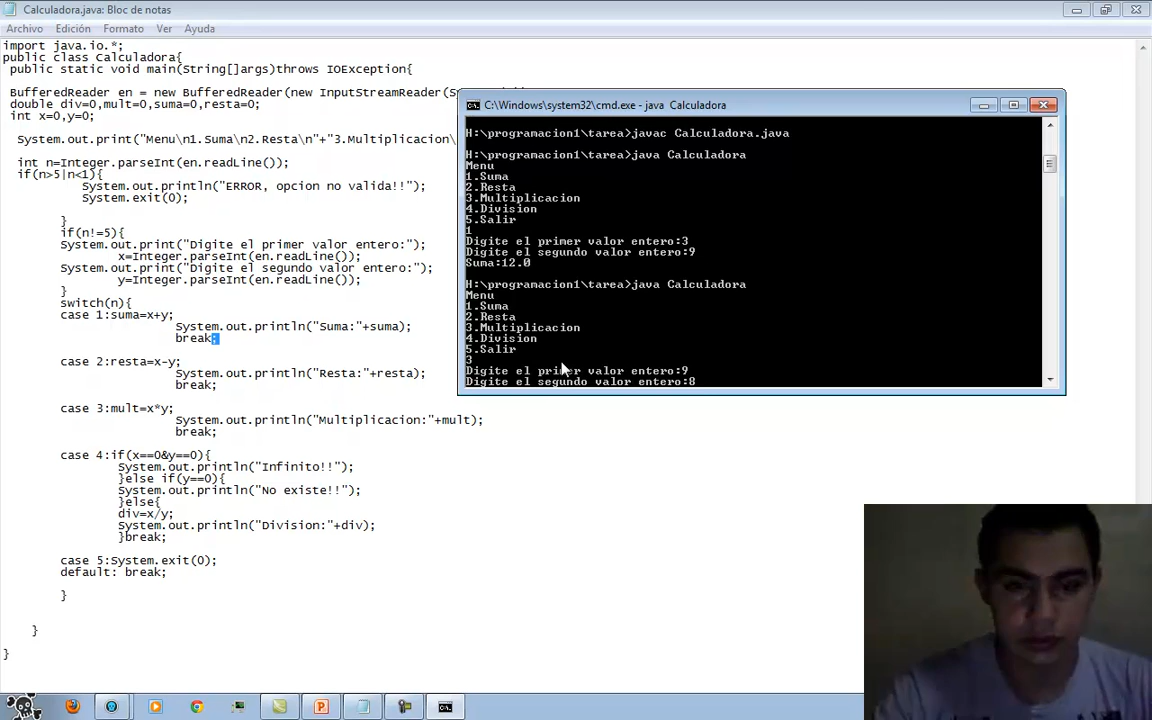 Calculadora.java: Bloc de notas
Archivo Edición Formato Ver Ayuda
import java.io.*;
public class Calculadora{
public static void main(String[]args)throws IOException{
BufferedReader en = new BufferedReader(new InputStreamReader(S
double div=0,mult=0,suma=0,resta=0;
int x=0,y=0;
System.out.print("Menu\n1.Suma\n2.Resta\n"+"3.Multiplicacion\
int n=Integer.parseInt(en.readLine());
if(n>5|n<1){
System.out.println("ERROR, opcion no valida!!");
System.exit(0);
}
if(n!=5){
System.out.print("Digite el primer valor entero:");
x=Integer.parseInt(en.readLine());
System.out.print("Digite el segundo valor entero:");
y=Integer.parseInt(en.readLine());
}
switch(n){
case 1:suma=x+y;
System.out.println("Suma:"+suma);
break;
case 2:resta=x-y;
System.out.println("Resta:"+resta);
break;
case 3:mult=x*y;
System.out.println("Multiplicacion:"+mult);
break;
case 4:if(x==0&y==0){
System.out.println("Infinito!!");
}else if(y==0){
System.out.println("No existe!!");
}else{
div=x/y;
System.out.println("Division:"+div);
}break;
case 5:System.exit(0);
default: break;
}
}
}
C:\Windows\system32\cmd.exe - java Calculadora
H:\programacion1\tarea>javac Calculadora.java
H:\programacion1\tarea>java Calculadora
Menu
1.Suma
2.Resta
3.Multiplicacion
4.Division
5.Salir
1
Digite el primer valor entero:3
Digite el segundo valor entero:9
Suma:12.0
H:\programacion1\tarea>java Calculadora
Menu
1.Suma
2.Resta
3.Multiplicacion
4.Division
5.Salir
3
Digite el primer valor entero:9
Digite el segundo valor entero:8